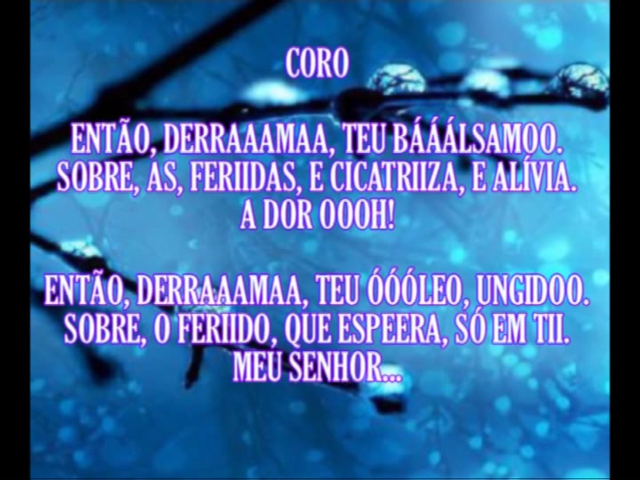 CORO
ENTÃO, DERRAAAMAA, TEU BÁÁÁLSAMOO.
SOBRE, AS, FERIIDAS, E CICATRIIZA, E ALÍVIA.
A DOR OOOH!
ENTÃO, DERRAAAMAA, TEU ÓÓÓLEO, UNGIDOO.
SOBRE, O FERIIDO, QUE ESPEERA, SÓ EM TII.
MEU SENHOR...